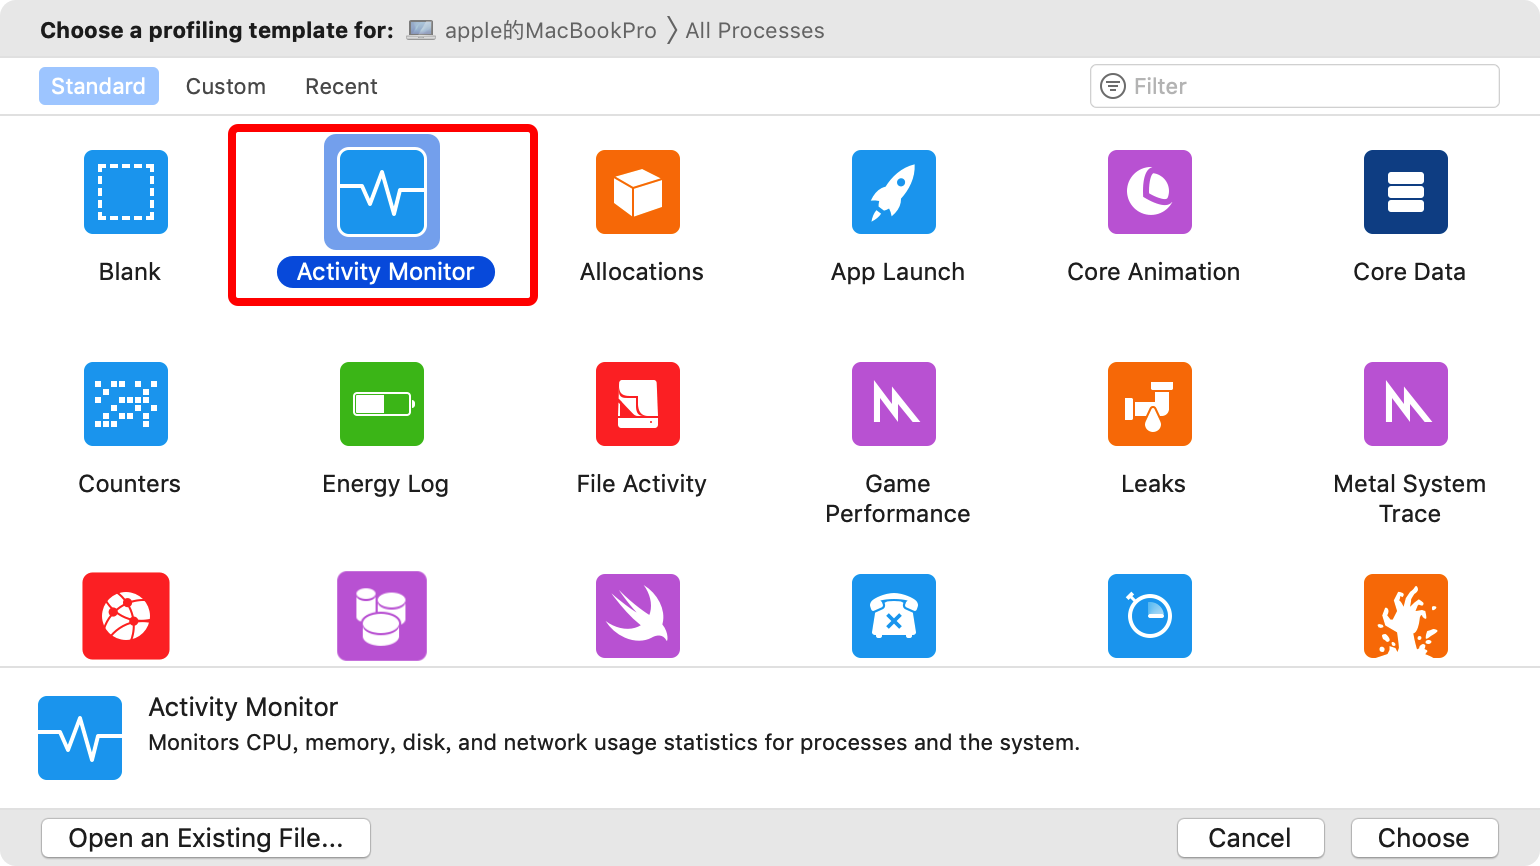 Choose a profiling template for: apple的MacBookPro 〉 All Processes
Standard Custom Recent Filter
Blank Activity Monitor Allocations App Launch Core Animation Core Data
Counters Energy Log File Activity Game Performance Leaks Metal System Trace
Activity Monitor
Monitors CPU, memory, disk, and network usage statistics for processes and the system.
Open an Existing File... Cancel Choose